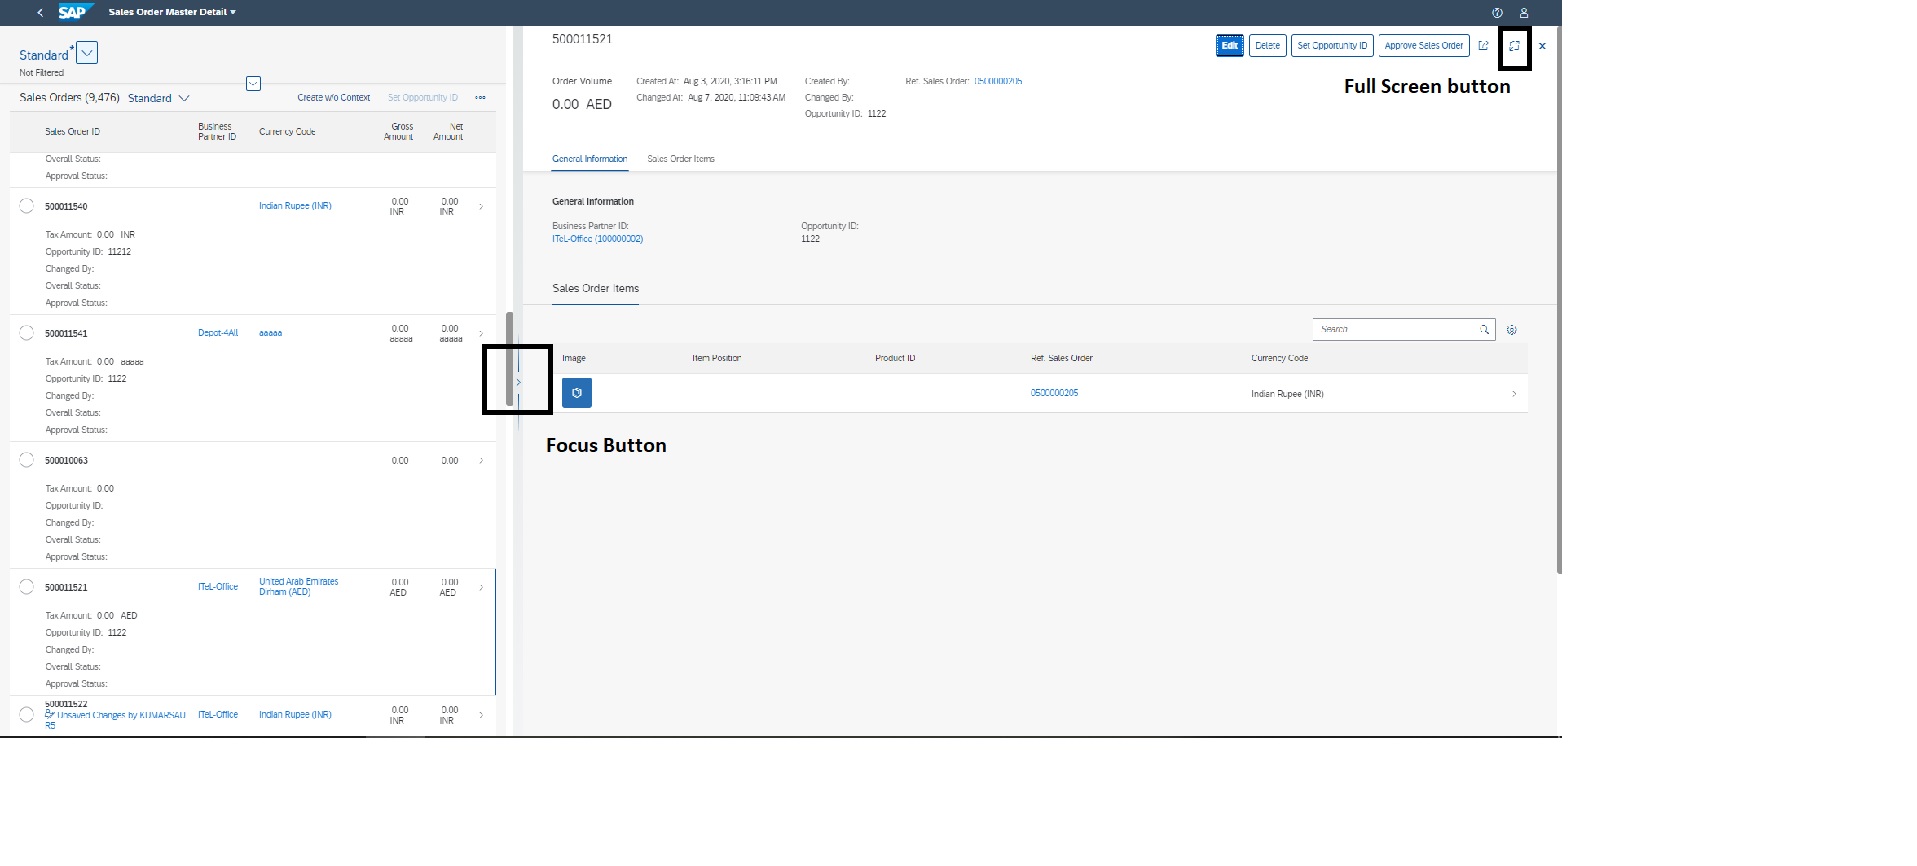 SAP Sales Order Master Detail
500011521
Edit Delete Set Opportunity ID Approve Sales Order
Standard*
Not Filtered
Full Screen button
Order Volume
0.00 AED
Created At: Aug 3, 2020, 3:16:11 PM
Changed At: Aug 7, 2020, 11:09:43 AM
Created By:
Changed By:
Opportunity ID: 1122
Ref. Sales Order: 0500000205
Sales Orders (9,476) Standard Create w/o Context Set Opportunity ID
Sales Order ID Business Partner ID Currency Code Gross Amount Net Amount
Overall Status:
Approval Status:
500011540 Indian Rupee (INR) 0.00 INR 0.00 INR
Tax Amount: 0.00 INR
Opportunity ID: 11212
Changed By:
Overall Status:
Approval Status:
500011541 Depot-4All aaaaa 0.00 aaaaa 0.00 aaaaa
Tax Amount: 0.00 aaaaa
Opportunity ID: 1122
Changed By:
Overall Status:
Approval Status:
500010063 0.00 0.00
Tax Amount: 0.00
Opportunity ID:
Changed By:
Overall Status:
Approval Status:
500011521 ITeL-Office United Arab Emirates Dirham (AED) 0.00 AED 0.00 AED
Tax Amount: 0.00 AED
Opportunity ID: 1122
Changed By:
Overall Status:
Approval Status:
500011522 ITeL-Office Indian Rupee (INR) 0.00 INR 0.00 INR
Unsaved Changes by KUMARSAU
R5
General Information Sales Order Items
General Information
Business Partner ID:
ITeL-Office (100000002)
Opportunity ID:
1122
Sales Order Items
Search
Image Item Position Product ID Ref. Sales Order Currency Code
0500000205 Indian Rupee (INR)
Focus Button